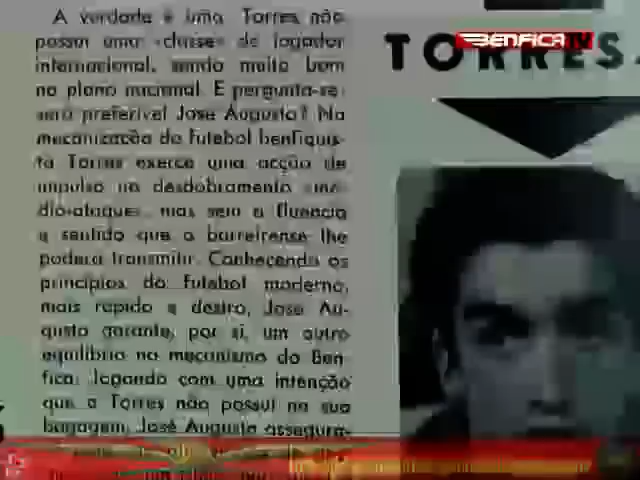 A verdade é uma Torres não
possui uma «classe» de jogador
internacional, sendo muito bom
no plano nacional. E pergunta-se:
será preferível José Augusto? Na
mecanização do futebol benfiquis-
ta Torres exerce uma acção de
impulso no desdobramento «mé-
dio-ataque», mas sem a fluência
e sentido que o barreirense lhe
poderá transmitir. Conhecendo os
princípios do futebol moderno,
mais rápido e destro, José Au-
gusto garante, por si, um outro
equilíbrio no mecanismo do Ben-
fica. Jogando com uma intenção
que o Torres não possui na sua
bagagem, José Augusto assegura-
TORRES
BENFICA TV